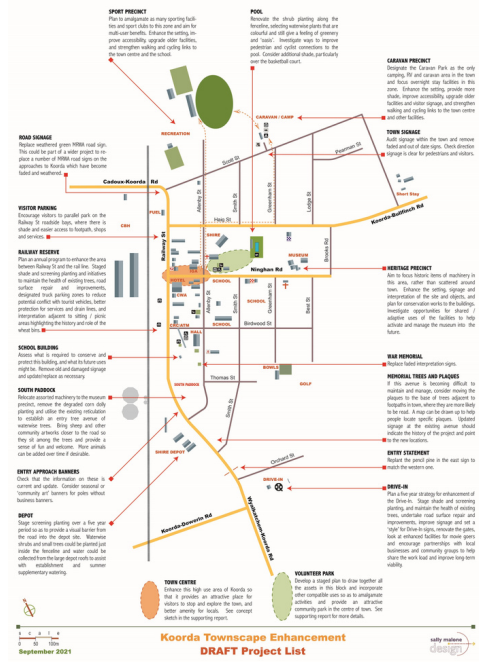 SPORT PRECINCT
Plan to amalgamate as many sporting facil-
ities and sport clubs to this zone and aim for
multi-user benefits. Enhance the setting, im-
prove accessibility, upgrade older facilities,
and strengthen walking and cycling links to
the town centre and the school.
POOL
Renovate the shrub planting along the
fenceline, selecting waterwise plants that are
colourful and still give a feeling of greenery
and 'oasis'. Investigate ways to improve
pedestrian and cyclist connections to the
pool. Consider additional shade, particularly
over the basketball court.
CARAVAN PRECINCT
Designate the Caravan Park as the only
camping, RV and caravan area in the town
and focus overnight stay facilities in this
zone. Enhance the setting, provide more
shade, improve accessibility, upgrade older
facilities and visitor signage, and strengthen
walking and cycling links to the town centre
and other facilities.
TOWN SIGNAGE
Audit signage within the town and remove
faded and out of date signs. Check direction
signage is clear for pedestrians and visitors.
ROAD SIGNAGE
Replace weathered green MRWA road sign.
This could be part of a wider project to re-
place a number of MRWA road signs on the
approaches to Koorda which have become
faded and weathered.
VISITOR PARKING
Encourage visitors to parallel park on the
Railway St roadside bays, where there is
shade and easier access to footpath, shops
and services.
RAILWAY RESERVE
Plan an annual program to enhance the area
between Railway St and the rail line. Staged
shade and screening planting and initiatives
to maintain the health of existing trees, road
surface repair and improvements,
designated truck parking zones to reduce
potential conflict with tourist vehicles, better
protection for services and drain lines, and
interpretation adjacent to sitting / picnic
areas highlighting the history and role of the
wheat bins.
SCHOOL BUILDING
Assess what is required to conserve and
protect this building, and what its future uses
might be. Remove old and damaged signage
and update/replace as necessary.
SOUTH PADDOCK
Relocate assorted machinery to the museum
precinct, remove the degraded corn dolly
planting and utilise the existing reticulation
to establish an entry tree avenue of
waterwise trees. Bring sheep and other
community artworks closer to the road so
they sit among the trees and provide a
sense of fun and welcome. More animals
can be added over time if desirable.
ENTRY APPROACH BANNERS
Check that the information on these is
current and update. Consider seasonal or
'community art' banners for poles without
business banners.
DEPOT
Stage screening planting over a five year
period so as to provide a visual barrier from
the road into the depot site. Waterwise
shrubs and small trees could be planted just
inside the fenceline and water could be
collected from the large depot roofs to assist
with establishment and summer
supplementary watering.
HERITAGE PRECINCT
Aim to focus historic items of machinery in
this area, rather than scattered around
town. Enhance the setting, signage and
interpretation of the site and objects, and
plan for conservation works to the buildings.
Investigate opportunities for shared /
adaptive uses of the facilities to help
activate and manage the museum into the
future.
WAR MEMORIAL
Replace faded interpretation signs.
MEMORIAL TREES AND PLAQUES
If this avenue is becoming difficult to
maintain and manage, consider moving the
plaques to the base of trees adjacent to
footpaths in town, where they are more likely
to be read. A map can be drawn up to help
people locate specific plaques. Updated
signage at the existing avenue should
indicate the history of the project and point
to the new locations.
ENTRY STATEMENT
Replant the pencil pine in the east sign to
match the western one.
DRIVE-IN
Plan a five year strategy for enhancement of
the Drive-In. Stage shade and screening
planting, and maintain the health of existing
trees, undertake road surface repair and
improvements, improve signage and set a
'style' for Drive-In signs, renovate the gates,
look at enhanced facilities for movie goers
and encourage partnerships with local
businesses and community groups to help
share the work load and improve long-term
viability.
RECREATION
CARAVAN / CAMP
Scott St
Pearman St
Short Stay
Cadoux-Koorda Rd
Koorda-Bullfinch Rd
Allenby St
Smith St
Greenham St
Lodge St
Haig St
CBH
FUEL
Railway St
SHIRE
MUSEUM
Brooks Rd
Ninghan Rd
HOTEL
SCHOOL
CWA
Allenby St
Smith St
SCHOOL
Greenham St
Best St
SCHOOL
Birdwood St
HALL
BOWLS
GOLF
Thomas St
SOUTH PADDOCK
Smith St
SHIRE DEPOT
Orchard St
DRIVE-IN
Koorda-Dowerin Rd
Wyalkatchem-Koorda Rd
TOWN CENTRE
Enhance this high use area of Koorda so
that it provides an attractive place for
visitors to stop and explore the town, and
better amenity for locals. See concept
sketch in the supporting report.
VOLUNTEER PARK
Develop a staged plan to draw together all
the assets in this block and incorporate
other compatible uses so as to amalgamate
activities and provide an attractive
community park in the centre of town. See
supporting report for more details.
scale
0 50 100m
September 2021
Koorda Townscape Enhancement
DRAFT Project List
sally malone
design